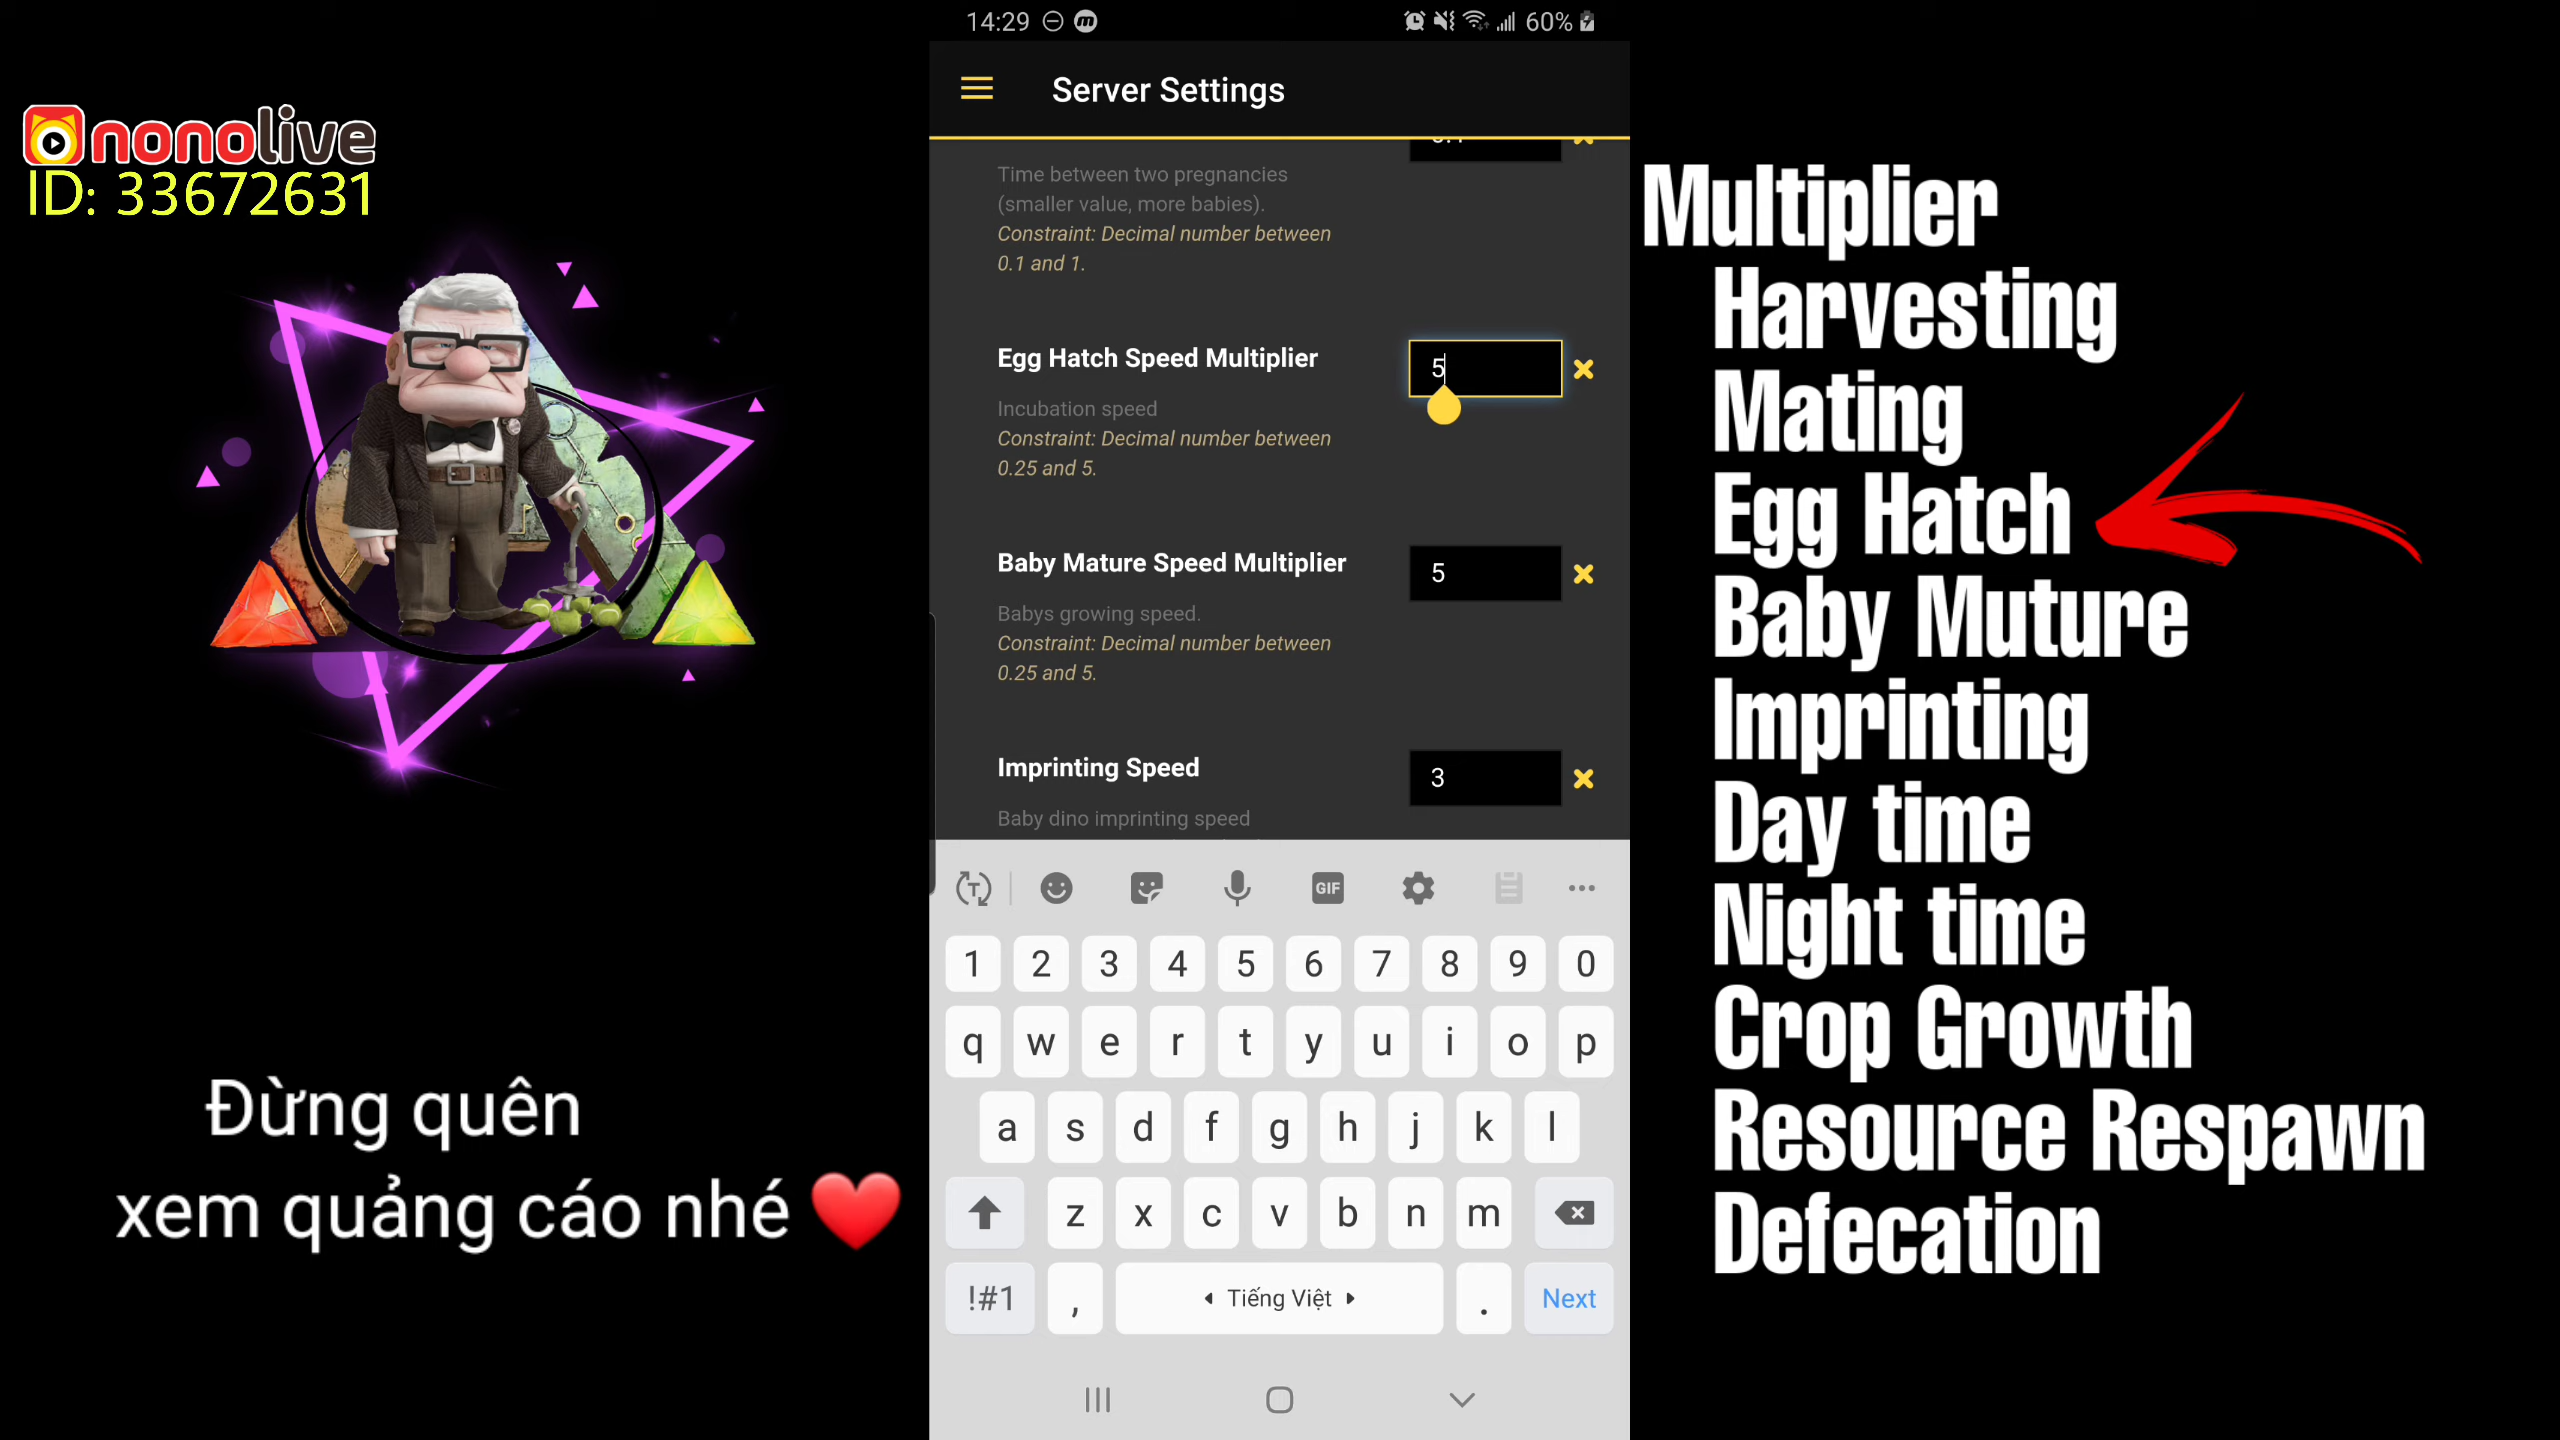 nonolive
ID: 33672631
Đừng quên
xem quảng cáo nhé
14:29
60%
Server Settings
Time between two pregnancies
(smaller value, more babies).
Constraint: Decimal number between
0.1 and 1.
Egg Hatch Speed Multiplier
5
Incubation speed
Constraint: Decimal number between
0.25 and 5.
Baby Mature Speed Multiplier
5
Babys growing speed.
Constraint: Decimal number between
0.25 and 5.
Imprinting Speed
3
Baby dino imprinting speed
GIF
1 2 3 4 5 6 7 8 9 0
q w e r t y u i o p
a s d f g h j k l
z x c v b n m
!#1 , Tiếng Việt . Next
Multiplier
Harvesting
Mating
Egg Hatch
Baby Muture
Imprinting
Day time
Night time
Crop Growth
Resource Respawn
Defecation